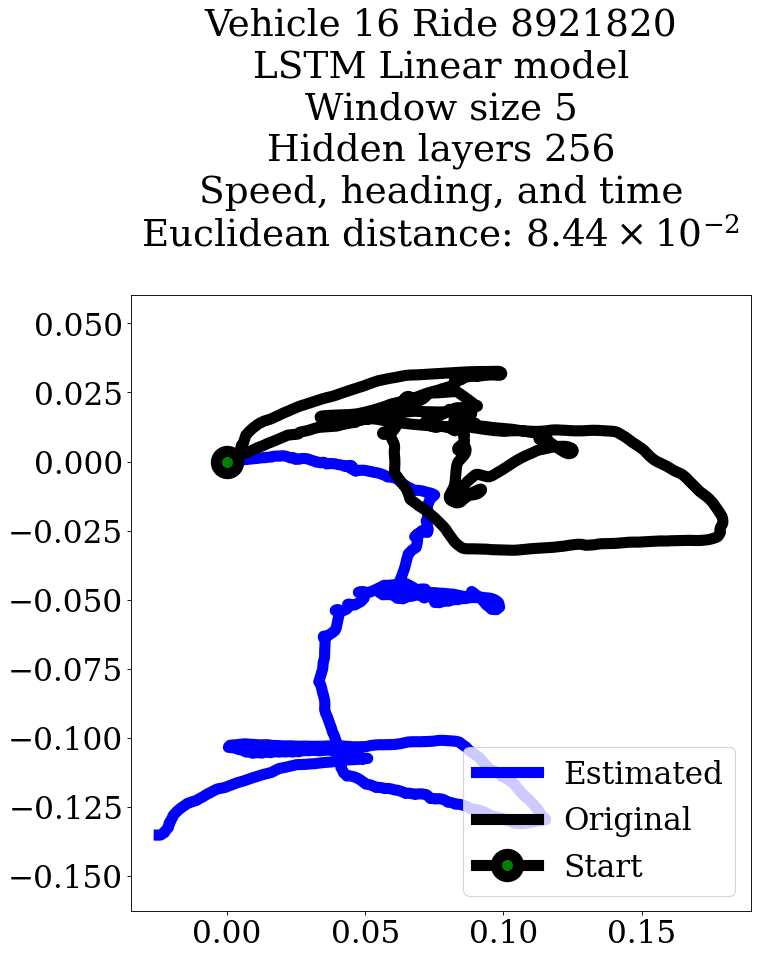 Vehicle 16 Ride 8921820
LSTM Linear model
Window size 5
Hidden layers 256
Speed, heading, and time
Euclidean distance: 8.44 × 10⁻²
0.050
0.025
0.000
−0.025
−0.050
−0.075
−0.100
−0.125
−0.150
Estimated
Original
Start
0.00 0.05 0.10 0.15